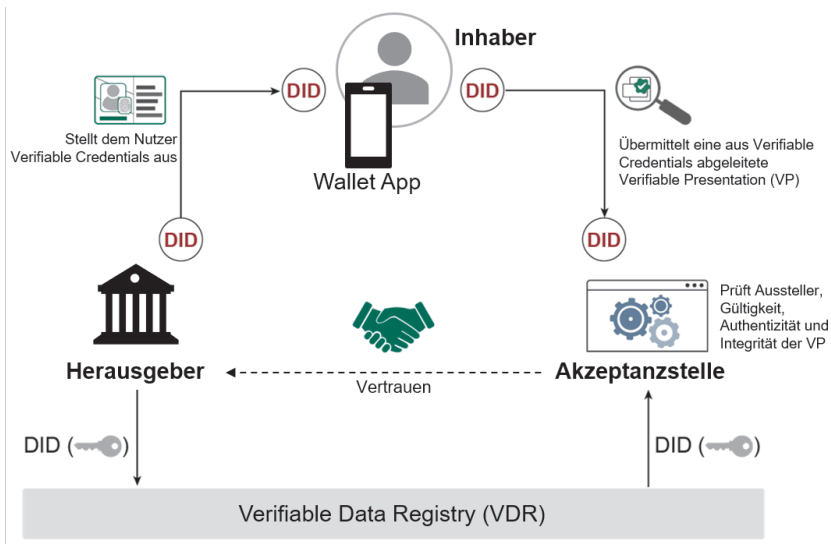 Inhaber
DID
DID
Stellt dem Nutzer
Verifiable Credentials aus
Übermittelt eine aus Verifiable
Credentials abgeleitete
Verifiable Presentation (VP)
Wallet App
DID
DID
Prüft Aussteller,
Gültigkeit,
Authentizität und
Integrität der VP
Herausgeber
Vertrauen
Akzeptanzstelle
DID ( )
DID ( )
Verifiable Data Registry (VDR)